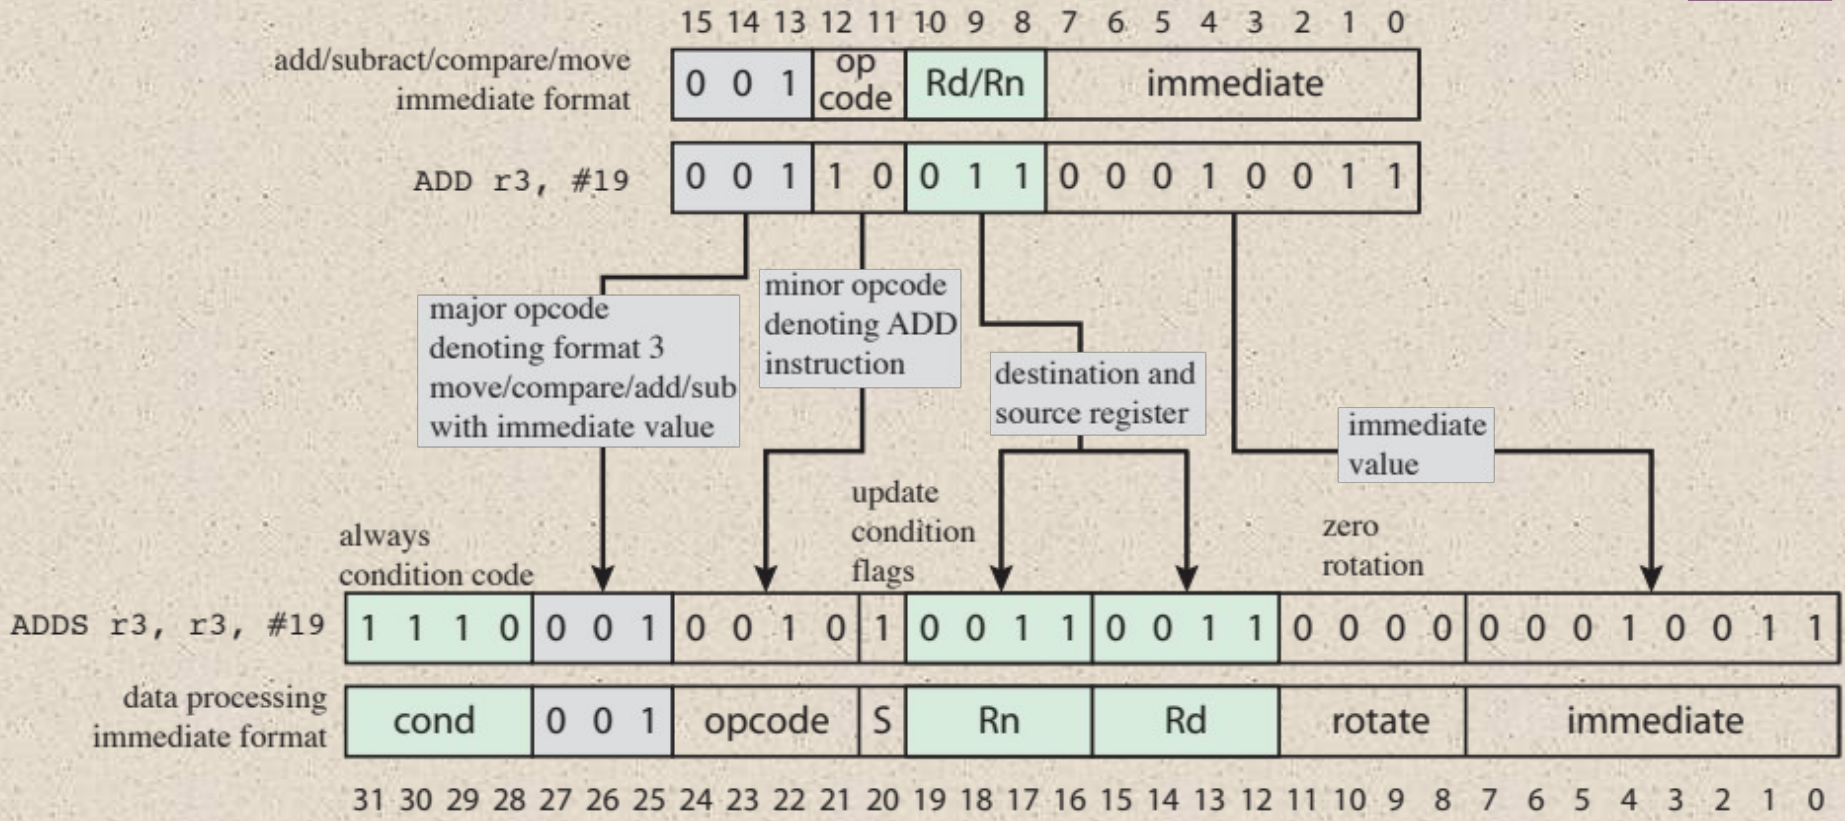 15 14 13 12 11 10 9 8 7 6 5 4 3 2 1 0
add/subract/compare/move
immediate format
0 0 1
op
code
Rd/Rn
immediate
ADD r3, #19
0 0 1 1 0 0 1 1 0 0 0 1 0 0 1 1
major opcode
denoting format 3
move/compare/add/sub
with immediate value
minor opcode
denoting ADD
instruction
destination and
source register
immediate
value
always
condition code
update
condition
flags
zero
rotation
ADDS r3, r3, #19
1 1 1 0 0 0 1 0 0 1 0 1 0 0 1 1 0 0 1 1 0 0 0 0 0 0 0 1 0 0 1 1
data processing
immediate format
cond 0 0 1 opcode S Rn Rd rotate immediate
31 30 29 28 27 26 25 24 23 22 21 20 19 18 17 16 15 14 13 12 11 10 9 8 7 6 5 4 3 2 1 0